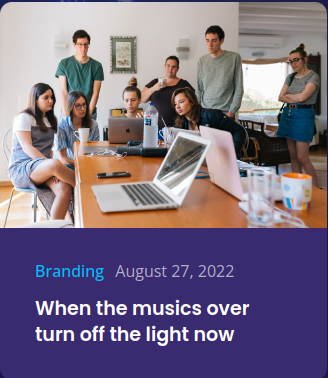 Branding August 27, 2022
When the musics over
turn off the light now